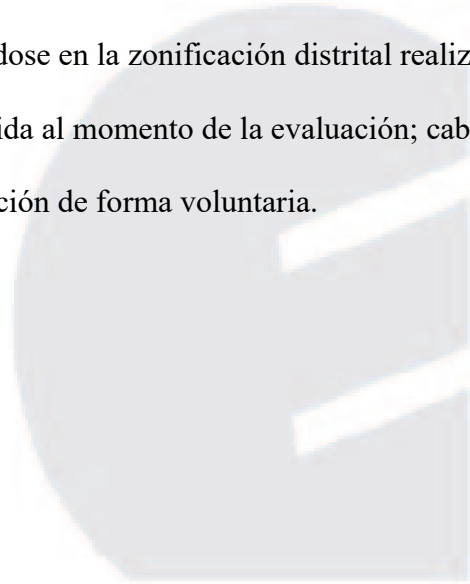 dose en la zonificación distrital realiz
ida al momento de la evaluación; cab
ción de forma voluntaria.